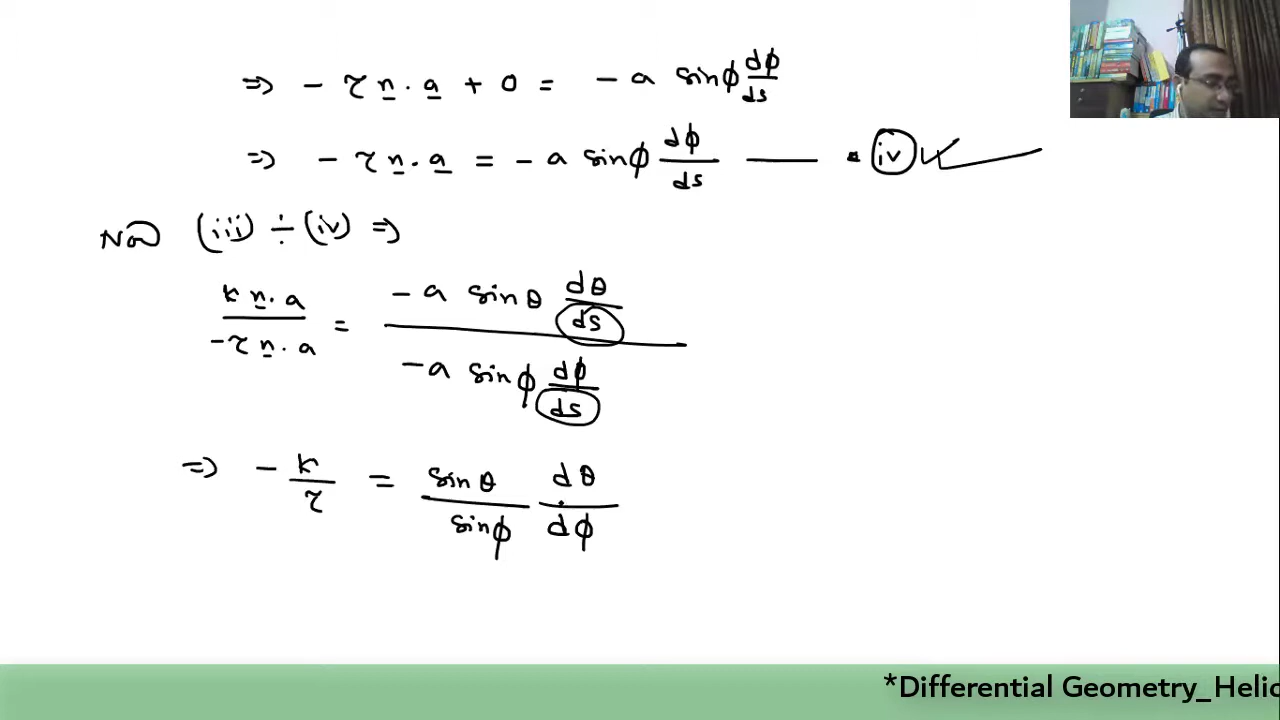 ⇒ - τ n · a + 0 = - a sinϕ dϕ/ds
⇒ - τ n · a = - a sinϕ dϕ/ds —— (iv) ✓
Now (iii) ÷ (iv) ⇒
κ n · a / -τ n · a = - a sinθ dθ/ds / - a sinϕ dϕ/ds
⇒ - κ/τ = sinθ/sinϕ dθ/dϕ
*Differential Geometry_Helic